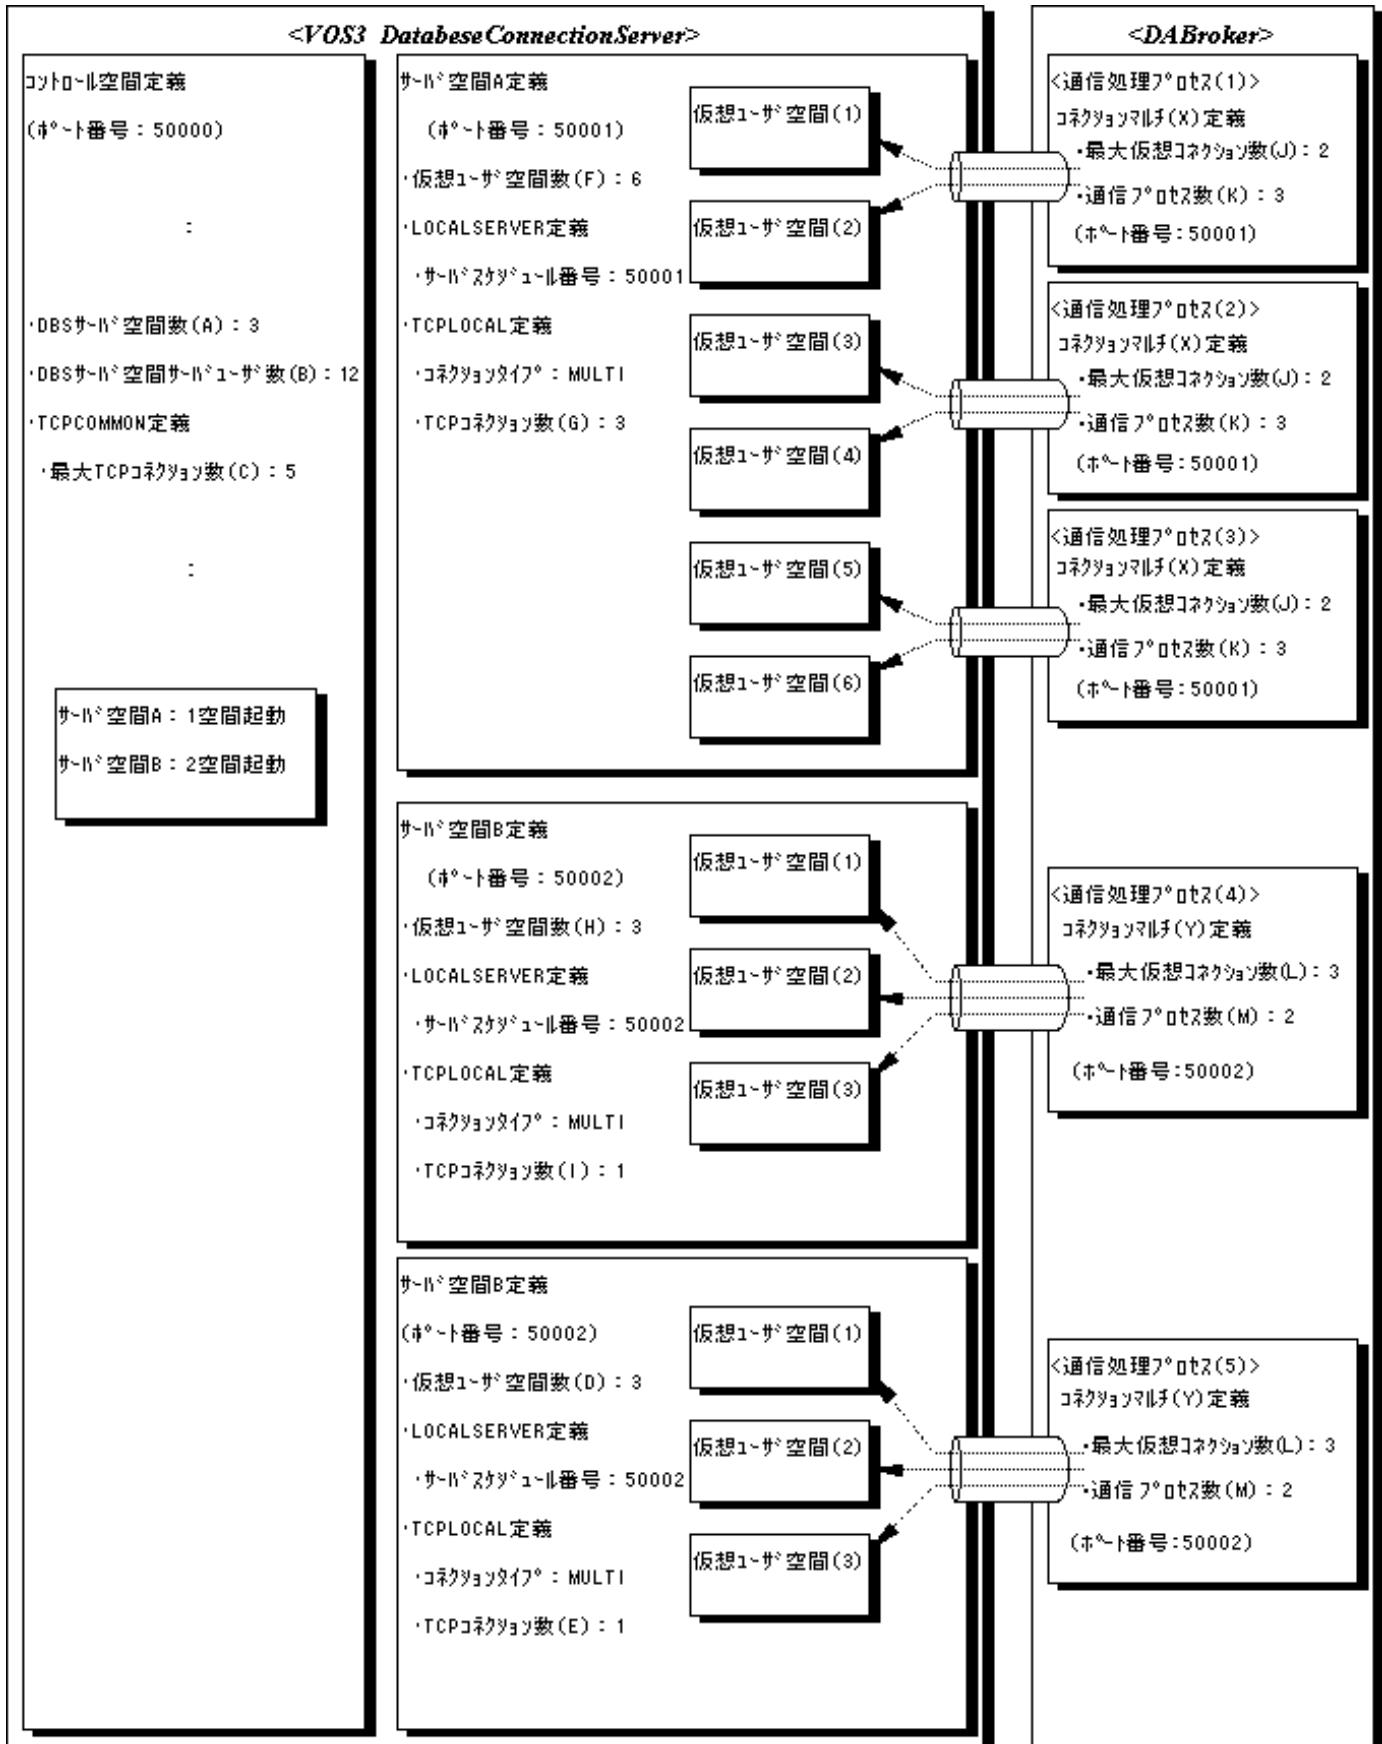 <VOS3 DatabeseConnectionServer>
コントロール空間定義
(ポート番号：50000)
：
・DBSサーバ空間数(A)：3
・DBSサーバ空間サーバユーザ数(B)：12
・TCPCOMMON定義
・最大TCPコネクション数(C)：5
：
サーバ空間A：1空間起動
サーバ空間B：2空間起動
サーバ空間A定義
(ポート番号：50001)
・仮想ユーザ空間数(F)：6
・LOCALSERVER定義
・サーバスケジュール番号：50001
・TCPLOCAL定義
・コネクションタイプ：MULTI
・TCPコネクション数(G)：3
仮想ユーザ空間(1)
仮想ユーザ空間(2)
仮想ユーザ空間(3)
仮想ユーザ空間(4)
仮想ユーザ空間(5)
仮想ユーザ空間(6)
サーバ空間B定義
(ポート番号：50002)
・仮想ユーザ空間数(H)：3
・LOCALSERVER定義
・サーバスケジュール番号：50002
・TCPLOCAL定義
・コネクションタイプ：MULTI
・TCPコネクション数(I)：1
仮想ユーザ空間(1)
仮想ユーザ空間(2)
仮想ユーザ空間(3)
サーバ空間B定義
(ポート番号：50002)
・仮想ユーザ空間数(D)：3
・LOCALSERVER定義
・サーバスケジュール番号：50002
・TCPLOCAL定義
・コネクションタイプ：MULTI
・TCPコネクション数(E)：1
仮想ユーザ空間(1)
仮想ユーザ空間(2)
仮想ユーザ空間(3)
<DABroker>
<通信処理プロセス(1)>
コネクションマルチ(X)定義
・最大仮想コネクション数(J)：2
・通信プロセス数(K)：3
(ポート番号：50001)
<通信処理プロセス(2)>
コネクションマルチ(X)定義
・最大仮想コネクション数(J)：2
・通信プロセス数(K)：3
(ポート番号：50001)
<通信処理プロセス(3)>
コネクションマルチ(X)定義
・最大仮想コネクション数(J)：2
・通信プロセス数(K)：3
(ポート番号：50001)
<通信処理プロセス(4)>
コネクションマルチ(Y)定義
・最大仮想コネクション数(L)：3
・通信プロセス数(M)：2
(ポート番号：50002)
<通信処理プロセス(5)>
コネクションマルチ(Y)定義
・最大仮想コネクション数(L)：3
・通信プロセス数(M)：2
(ポート番号：50002)